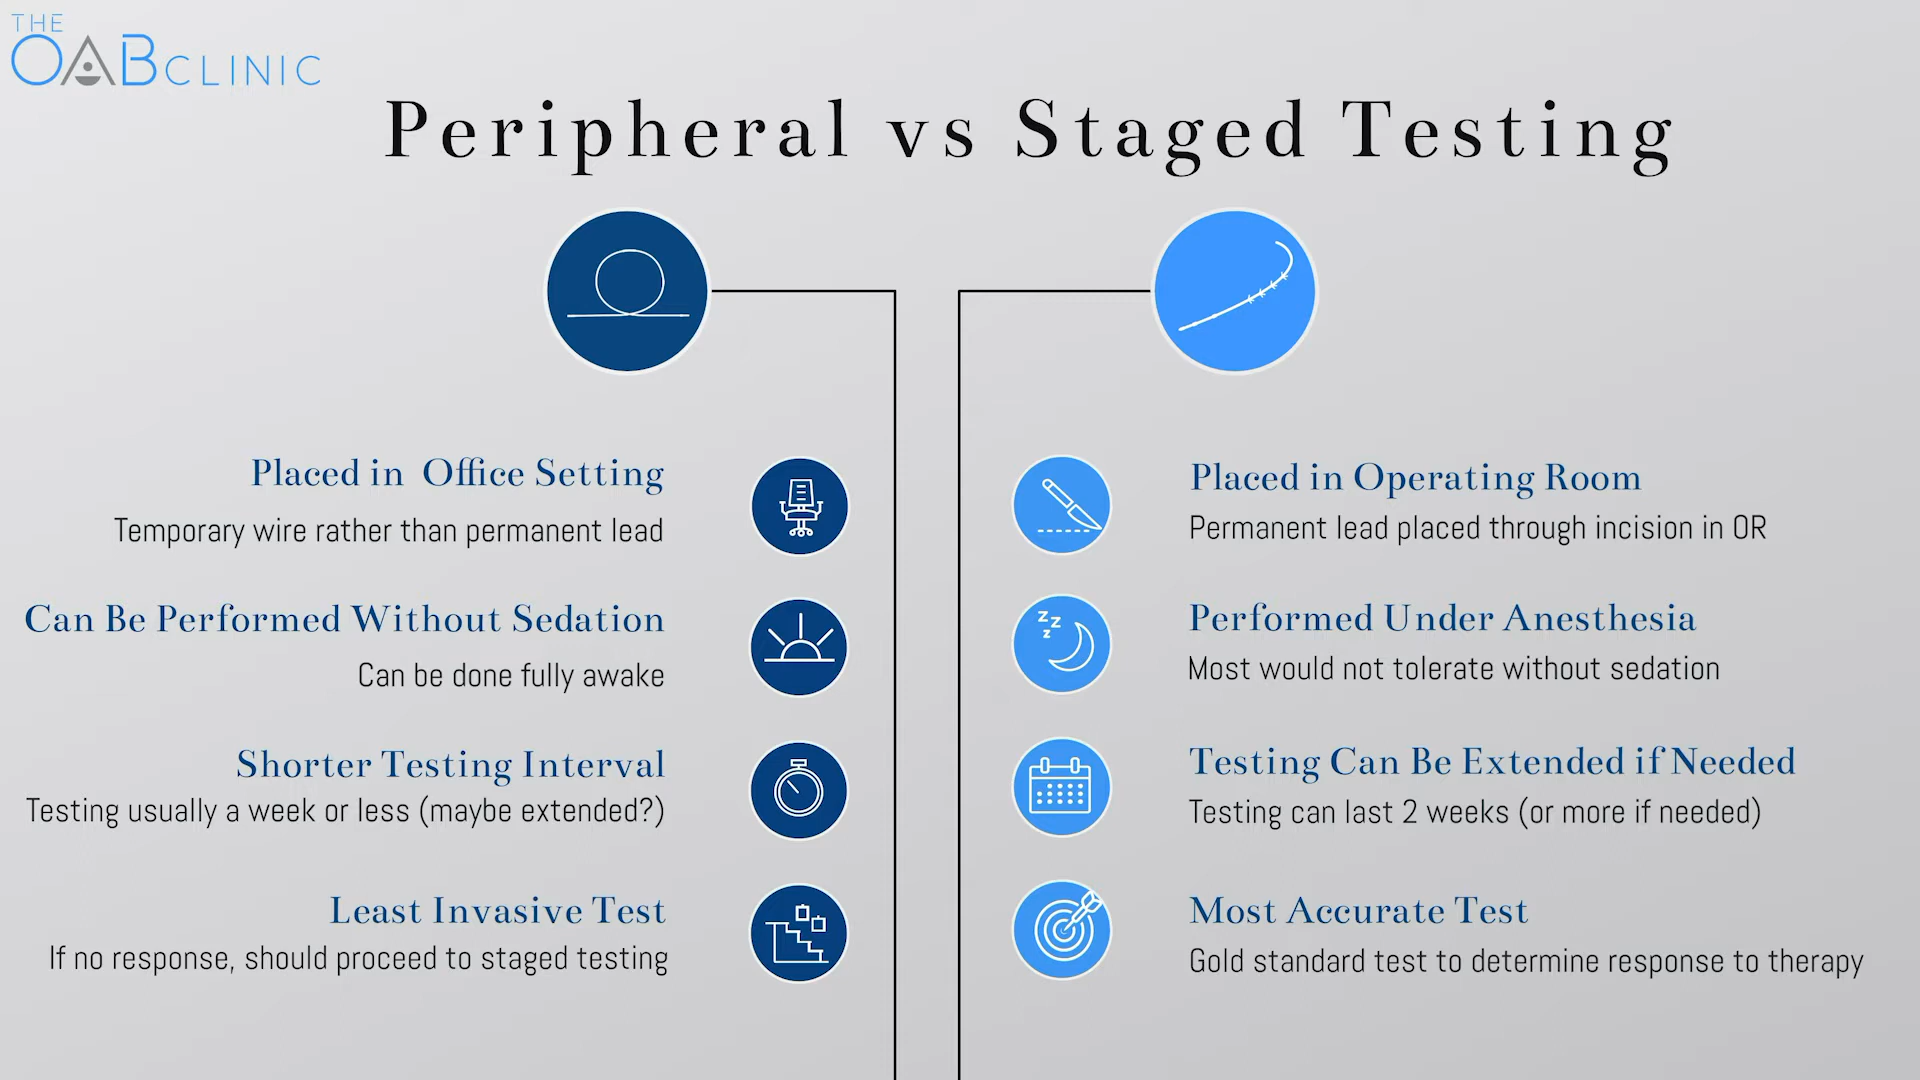 THE
OABCLINIC
Peripheral vs Staged Testing
Placed in Office Setting
Temporary wire rather than permanent lead
Can Be Performed Without Sedation
Can be done fully awake
Shorter Testing Interval
Testing usually a week or less (maybe extended?)
Least Invasive Test
If no response, should proceed to staged testing
Placed in Operating Room
Permanent lead placed through incision in OR
zzz
Performed Under Anesthesia
Most would not tolerate without sedation
Testing Can Be Extended if Needed
Testing can last 2 weeks (or more if needed)
Most Accurate Test
Gold standard test to determine response to therapy